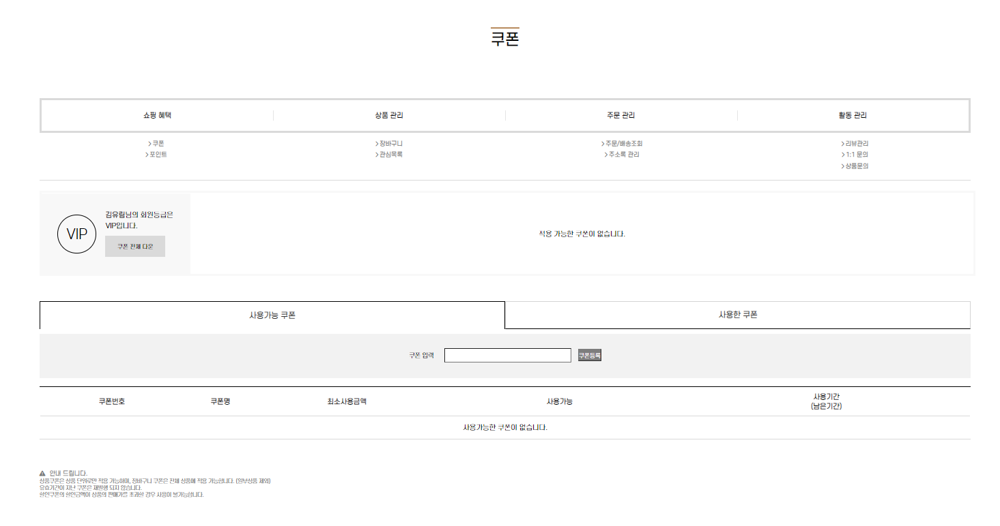 쿠폰
쇼핑 혜택 상품 관리 주문 관리 활동 관리
>쿠폰 >장바구니 >주문/배송조회 >리뷰관리
>포인트 >관심목록 >주소록 관리 >1:1 문의
>상품문의
VIP
김유림님의 회원등급은
VIP입니다.
쿠폰 전체 다운
적용 가능한 쿠폰이 없습니다.
사용가능 쿠폰 사용한 쿠폰
쿠폰 입력 쿠폰등록
쿠폰번호 쿠폰명 최소사용금액 사용가능 사용기간
(남은기간)
사용가능한 쿠폰이 없습니다.
안내 드립니다.
상품쿠폰은 상품 단위로만 적용 가능하며, 장바구니 쿠폰은 전체 상품에 적용 가능합니다. (일부상품 제외)
유효기간이 지난 쿠폰은 재발행 되지 않습니다.
할인쿠폰의 할인금액이 상품의 판매가를 초과할 경우 사용이 불가능합니다.